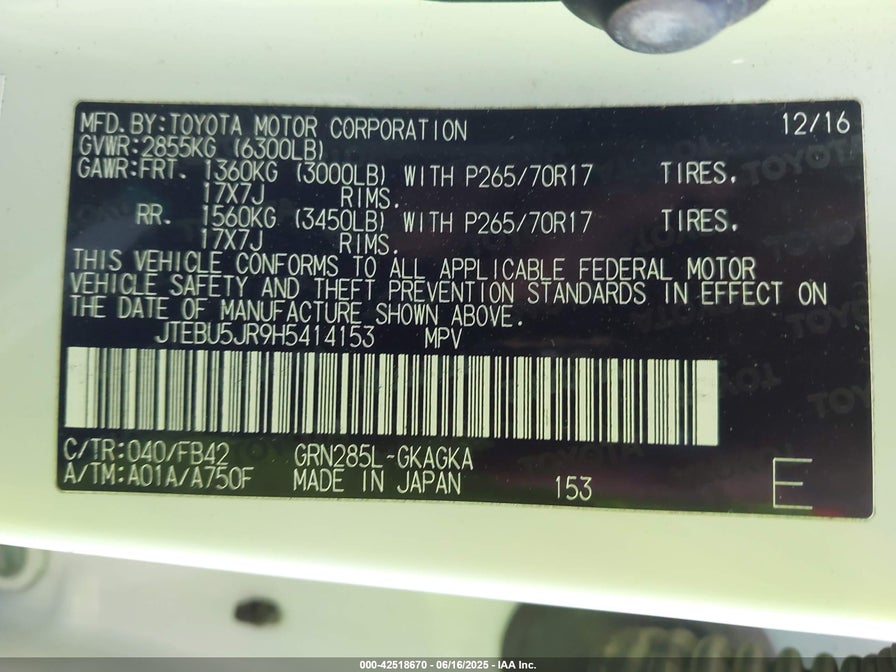 MFD.BY:TOYOTA MOTOR CORPORATION 12/16
GVWR:2855KG (6300LB)
GAWR:FRT. 1360KG (3000LB) WITH P265/70R17 TIRES.
17X7J RIMS.
RR. 1560KG (3450LB) WITH P265/70R17 TIRES.
17X7J RIMS.
THIS VEHICLE CONFORMS TO ALL APPLICABLE FEDERAL MOTOR
VEHICLE SAFETY AND THEFT PREVENTION STANDARDS IN EFFECT ON
THE DATE OF MANUFACTURE SHOWN ABOVE.
JTEBU5JR9H5414153 MPV
C/TR:040/FB42 GRN285L-GKAGKA
A/TM:A01A/A750F MADE IN JAPAN 153 E
000-42518670 - 06/16/2025 - IAA Inc.